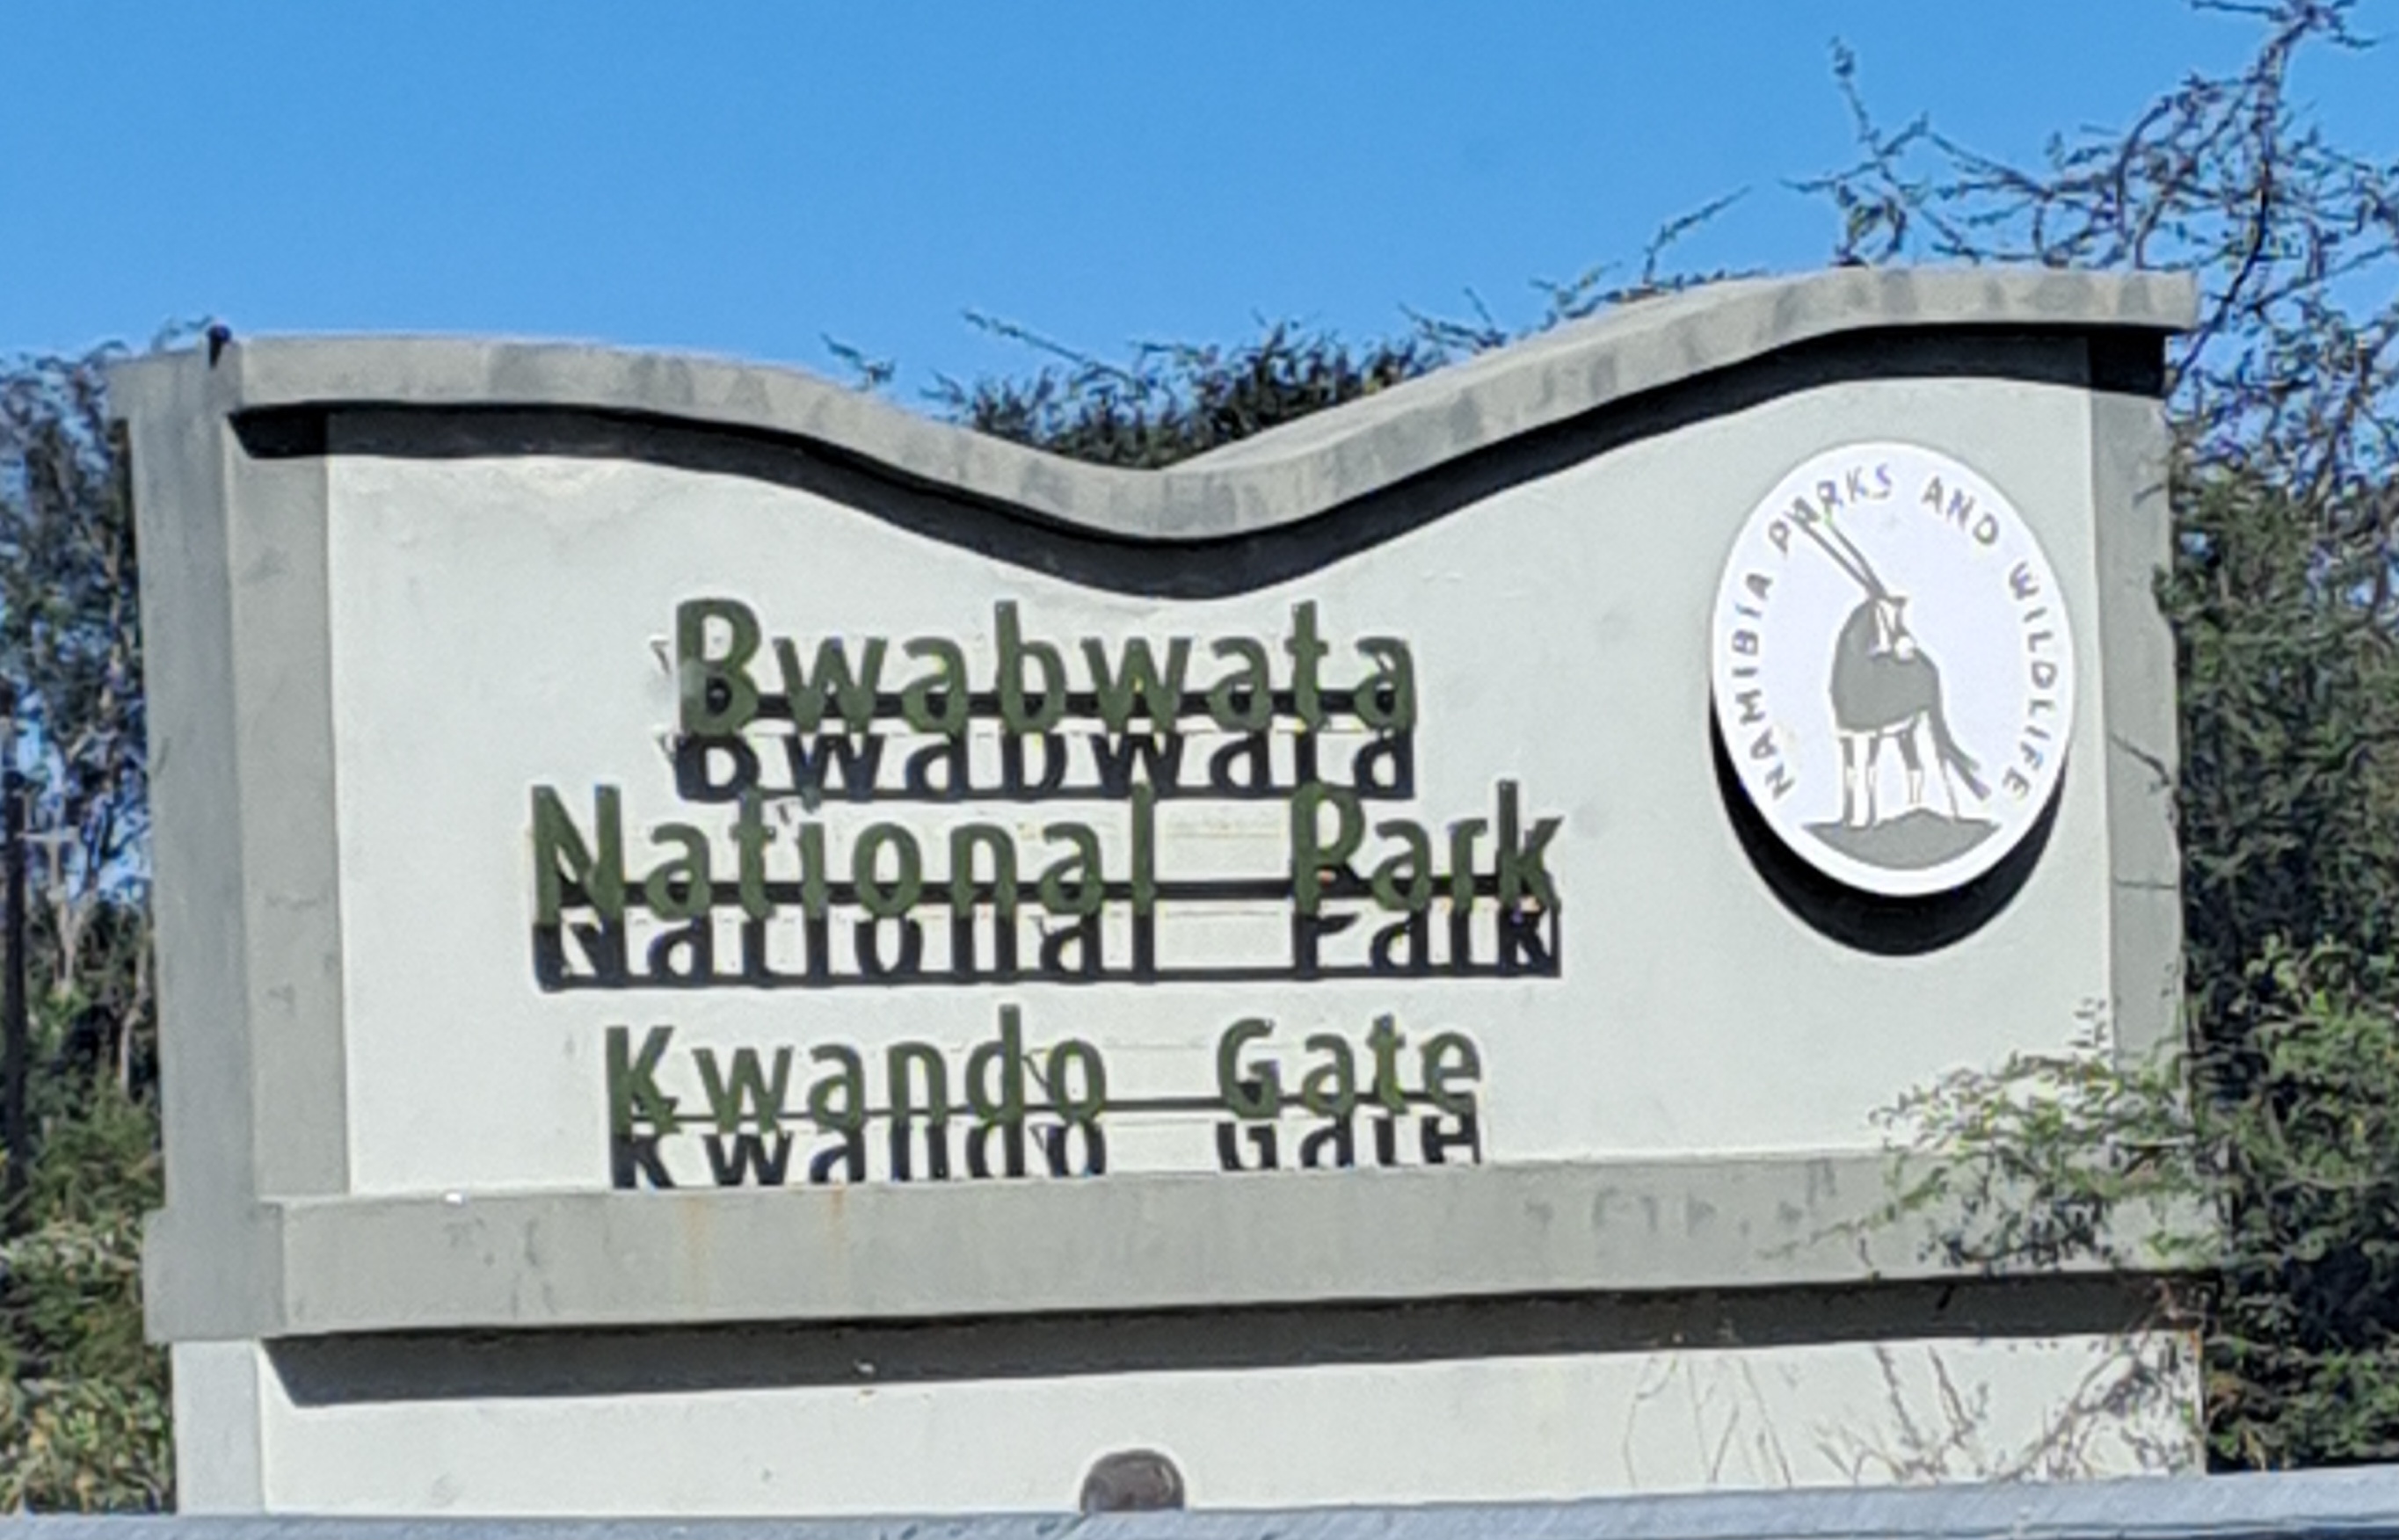 Bwabwata
National Park
Kwando Gate
NAMIBIA PARKS AND WILDLIFE